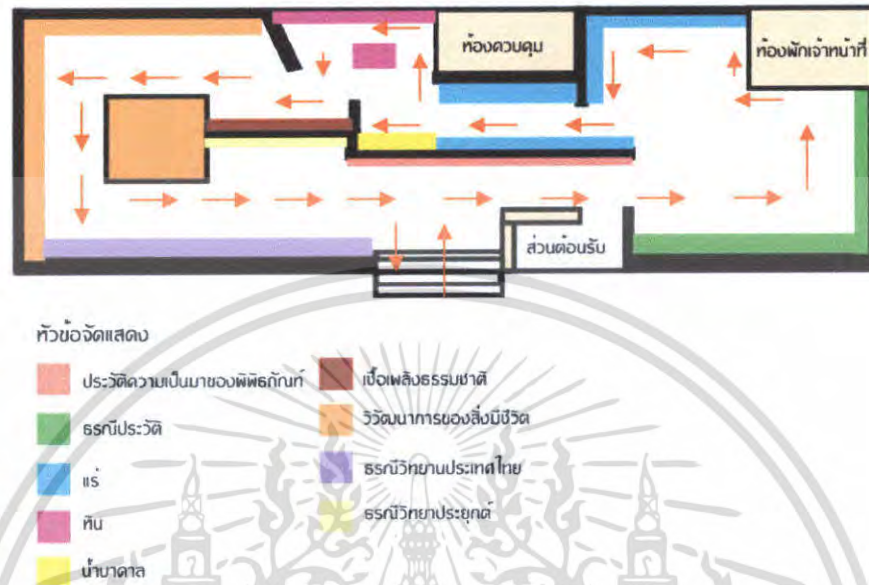 ห้องควบคุม
ห้องพักเจ้าหน้าที่
ส่วนต้อนรับ
หัวข้อจัดแสดง
ประวัติความเป็นมาของพิพิธภัณฑ์
ธรณีประวัติ
แร่
หิน
น้ำบาดาล
เชื้อเพลิงธรรมชาติ
วิวัฒนาการของสิ่งมีชีวิต
ธรณีวิทยานประเทศไทย
ธรณีวิทยาประยุกต์